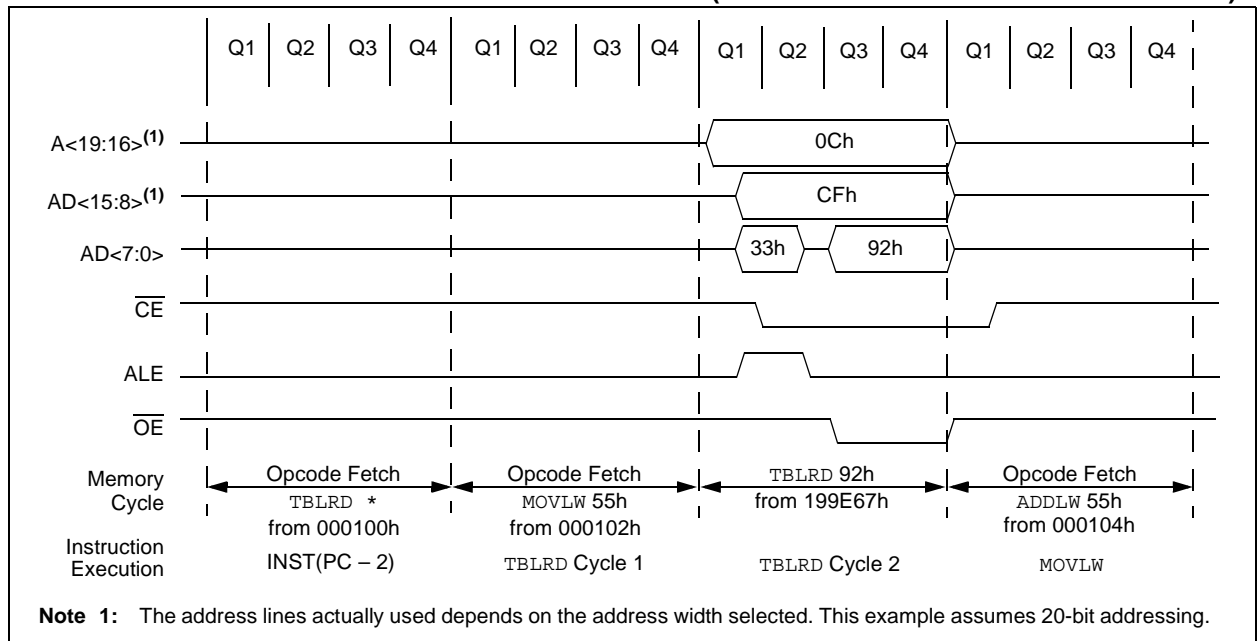 Q1 Q2 Q3 Q4 Q1 Q2 Q3 Q4 Q1 Q2 Q3 Q4 Q1 Q2 Q3 Q4
A<19:16>(1) 0Ch
AD<15:8>(1) CFh
AD<7:0> 33h 92h
CE
ALE
OE
Memory Cycle
Opcode Fetch
TBLRD *
from 000100h
Opcode Fetch
MOVLW 55h
from 000102h
TBLRD 92h
from 199E67h
Opcode Fetch
ADDLW 55h
from 000104h
Instruction Execution
INST(PC – 2)
TBLRD Cycle 1
TBLRD Cycle 2
MOVLW
Note 1: The address lines actually used depends on the address width selected. This example assumes 20-bit addressing.